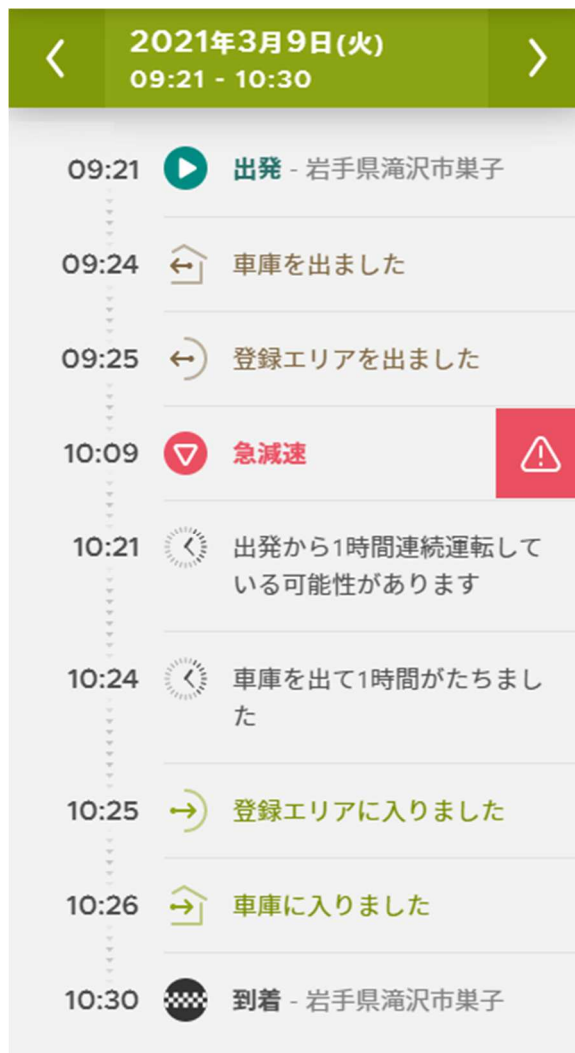 2021年3月9日(火)
09:21 - 10:30
09:21 出発 - 岩手県滝沢市巣子
09:24 車庫を出ました
09:25 登録エリアを出ました
10:09 急減速
10:21 出発から1時間連続運転して
いる可能性があります
10:24 車庫を出て1時間がたちまし
た
10:25 登録エリアに入りました
10:26 車庫に入りました
10:30 到着 - 岩手県滝沢市巣子